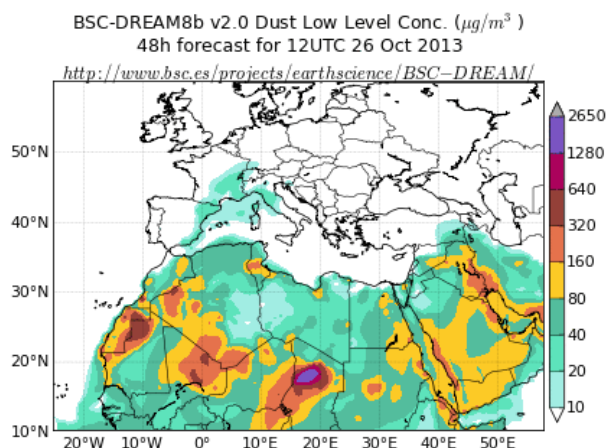 BSC-DREAM8b v2.0 Dust Low Level Conc. (μg/m³ )
48h forecast for 12UTC 26 Oct 2013
http://www.bsc.es/projects/earthscience/BSC−DREAM/
50°N
40°N
30°N
20°N
10°N
20°W 10°W 0° 10°E 20°E 30°E 40°E 50°E
2650
1280
640
320
160
80
40
20
10